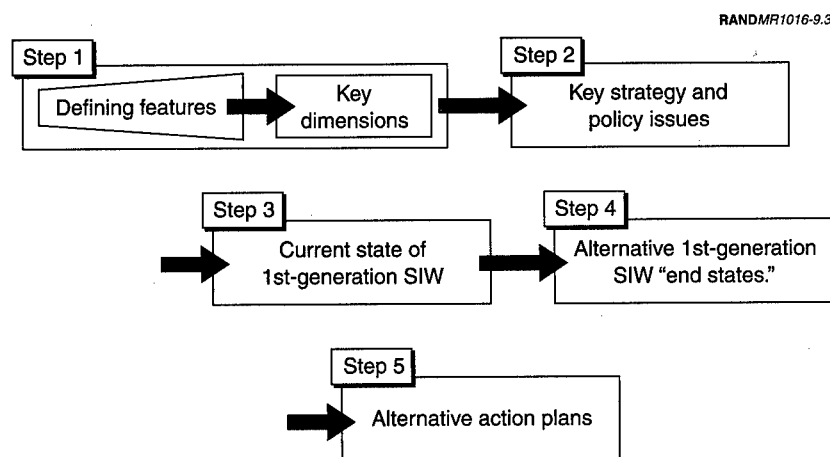 RANDMR1016-9.3
Step 1
Defining features
Key
dimensions
Step 2
Key strategy and
policy issues
Step 3
Current state of
1st-generation SIW
Step 4
Alternative 1st-generation
SIW “end states.”
Step 5
Alternative action plans